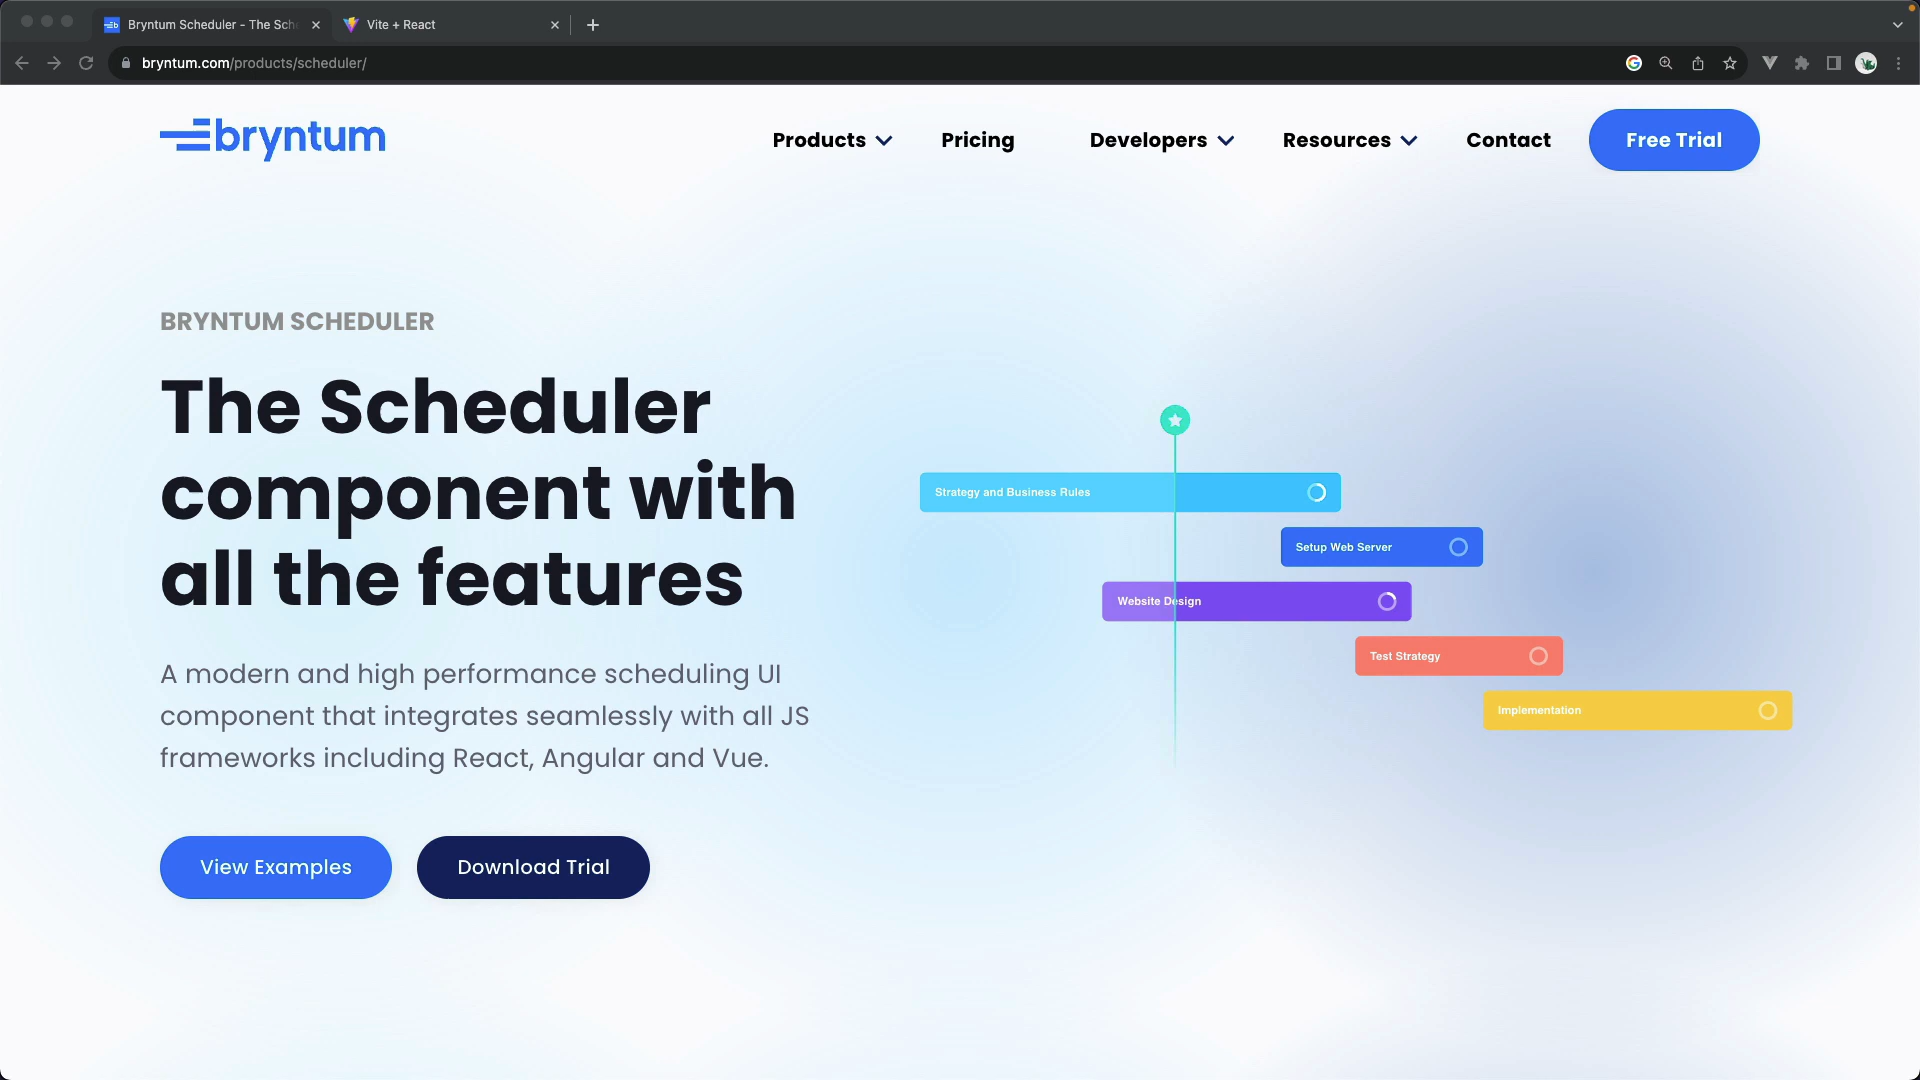 Bryntum Scheduler - The Sch
Vite + React
bryntum.com/products/scheduler/
bryntum
Products
Pricing
Developers
Resources
Contact
Free Trial
BRYNTUM SCHEDULER
The Scheduler
component with
all the features
A modern and high performance scheduling UI
component that integrates seamlessly with all JS
frameworks including React, Angular and Vue.
View Examples
Download Trial
Strategy and Business Rules
Setup Web Server
Website Design
Test Strategy
Implementation